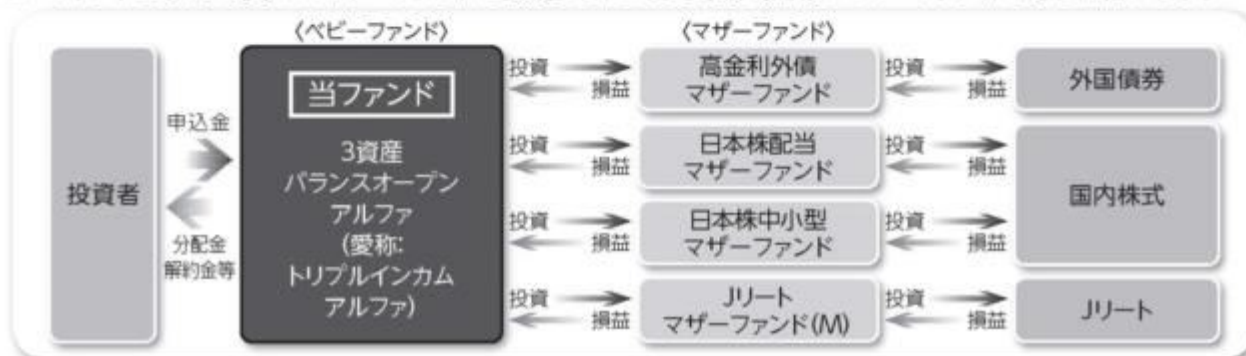 〈ベビーファンド〉
〈マザーファンド〉
投資者
申込金
分配金
解約金等
当ファンド
3資産
バランスオープン
アルファ
(愛称:
トリプルインカム
アルファ)
投資
損益
高金利外債
マザーファンド
投資
損益
外国債券
投資
損益
日本株配当
マザーファンド
投資
損益
投資
損益
日本株中小型
マザーファンド
投資
損益
国内株式
投資
損益
Jリート
マザーファンド(M)
投資
損益
Jリート